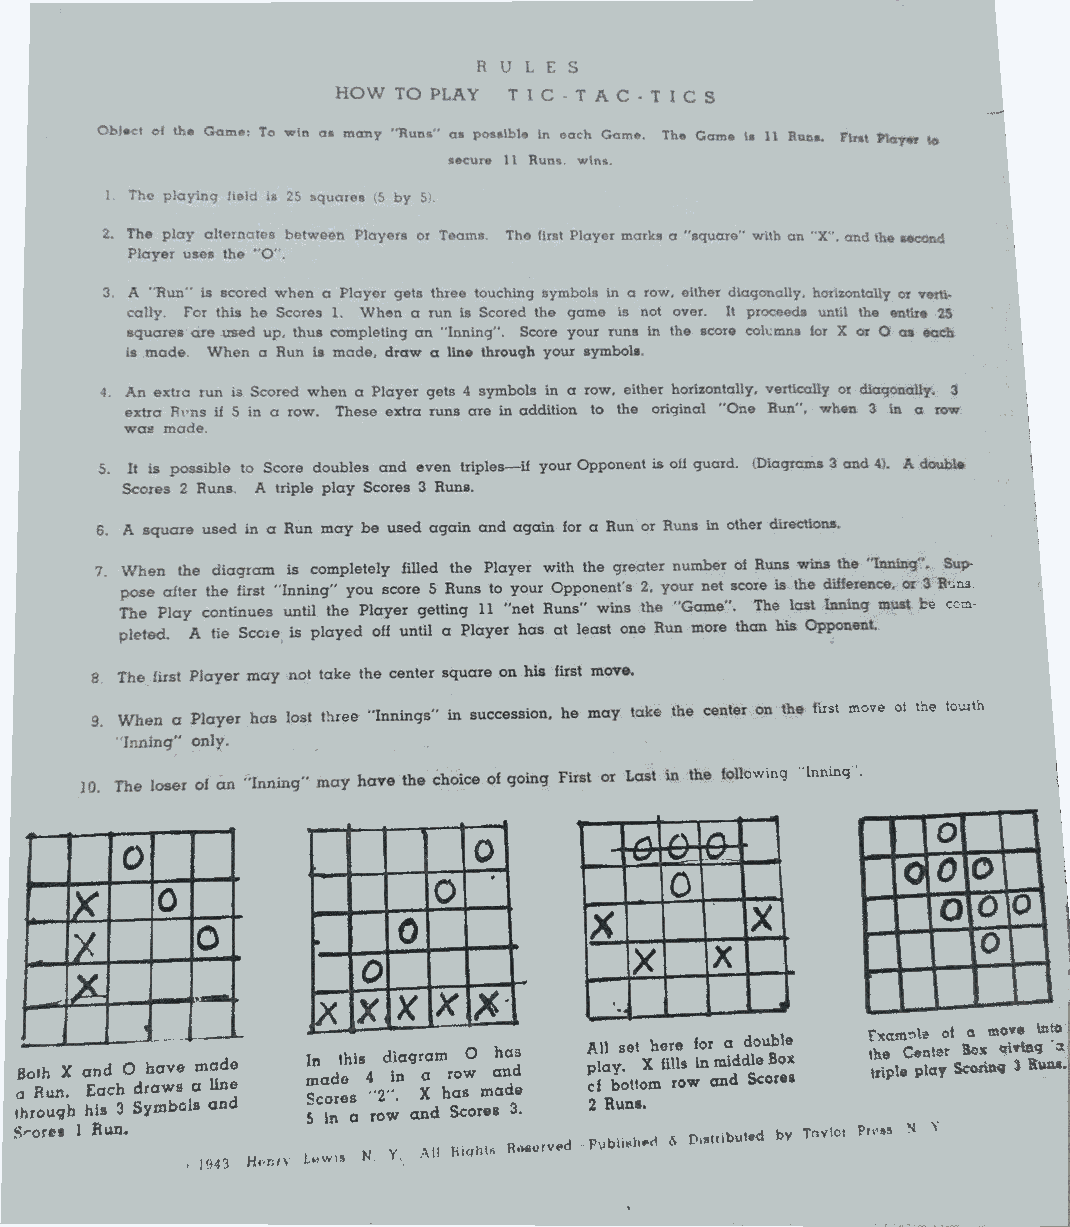 RULES
HOW TO PLAY TIC-TAC-TICS
Object of the Game: To win as many "Runs" as possible in each Game. The Game is 11 Runs. First Player to
secure 11 Runs. wins.
1. The playing field is 25 squares (5 by 5).
2. The play alternates between Players or Teams. The first Player marks a "square" with an "X", and the second
Player uses the "O".
3. A "Run" is scored when a Player gets three touching symbols in a row, either diagonally, horizontally or verti-
cally. For this he Scores 1. When a run is Scored the game is not over. It proceeds until the entire 25
squares are used up, thus completing an "Inning". Score your runs in the score columns for X or O as each
is made. When a Run is made, draw a line through your symbols.
4. An extra run is Scored when a Player gets 4 symbols in a row, either horizontally, vertically or diagonally. 3
extra Runs if 5 in a row. These extra runs are in addition to the original "One Run", when 3 in a row
was made.
5. It is possible to Score doubles and even triples—if your Opponent is off guard. (Diagrams 3 and 4). A double
Scores 2 Runs. A triple play Scores 3 Runs.
6. A square used in a Run may be used again and again for a Run or Runs in other directions.
7. When the diagram is completely filled the Player with the greater number of Runs wins the "Inning". Sup-
pose after the first "Inning" you score 5 Runs to your Opponent's 2, your net score is the difference, or 3 Runs.
The Play continues until the Player getting 11 "net Runs" wins the "Game". The last Inning must be com-
pleted. A tie Score is played off until a Player has at least one Run more than his Opponent.
8. The first Player may not take the center square on his first move.
9. When a Player has lost three "Innings" in succession, he may take the center on the first move of the fourth
"Inning" only.
10. The loser of an "Inning" may have the choice of going First or Last in the following "Inning".
O
X O
X O
X
O
O
O
O
X X X X X
O O O
O
X X
X X
O
O O O
O O O
O
Both X and O have made
a Run. Each draws a line
through his 3 Symbols and
Scores 1 Run.
In this diagram O has
made 4 in a row and
Scores "2". X has made
5 in a row and Scores 3.
All set here for a double
play. X fills in middle Box
of bottom row and Scores
2 Runs.
Example of a move into
the Center Box giving a
triple play Scoring 3 Runs.
1943 Henry Lewis N. Y. All Rights Reserved - Published & Distributed by Taylor Press N Y